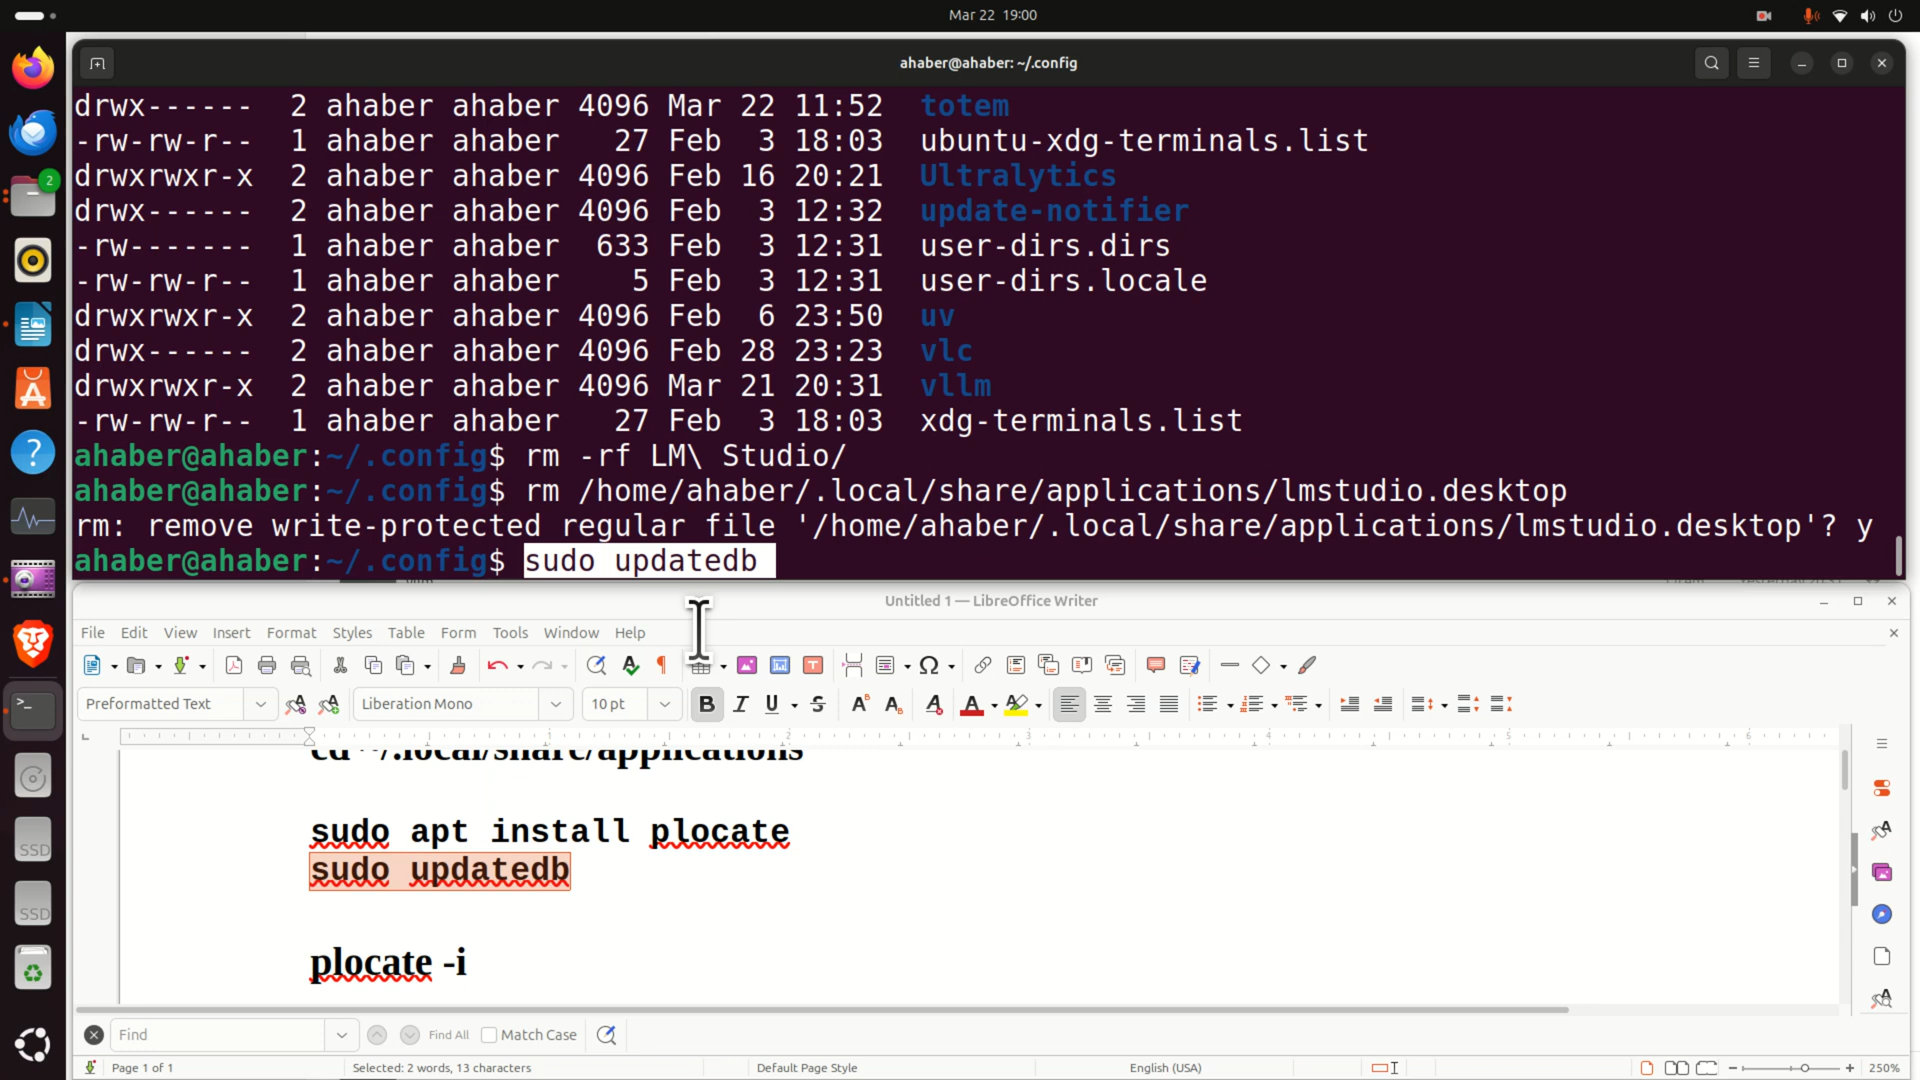 Mar 22 19:00
ahaber@ahaber: ~/.config
drwx------ 2 ahaber ahaber 4096 Mar 22 11:52 totem
-rw-rw-r-- 1 ahaber ahaber 27 Feb 3 18:03 ubuntu-xdg-terminals.list
drwxrwxr-x 2 ahaber ahaber 4096 Feb 16 20:21 Ultralytics
drwx------ 2 ahaber ahaber 4096 Feb 3 12:32 update-notifier
-rw------- 1 ahaber ahaber 633 Feb 3 12:31 user-dirs.dirs
-rw-rw-r-- 1 ahaber ahaber 5 Feb 3 12:31 user-dirs.locale
drwxrwxr-x 2 ahaber ahaber 4096 Feb 6 23:50 uv
drwx------ 2 ahaber ahaber 4096 Feb 28 23:23 vlc
drwxrwxr-x 2 ahaber ahaber 4096 Mar 21 20:31 vllm
-rw-rw-r-- 1 ahaber ahaber 27 Feb 3 18:03 xdg-terminals.list
ahaber@ahaber:~/.config$ rm -rf LM\ Studio/
ahaber@ahaber:~/.config$ rm /home/ahaber/.local/share/applications/lmstudio.desktop
rm: remove write-protected regular file '/home/ahaber/.local/share/applications/lmstudio.desktop'? y
ahaber@ahaber:~/.config$ sudo updatedb
Untitled 1 — LibreOffice Writer
File Edit View Insert Format Styles Table Form Tools Window Help
Preformatted Text Liberation Mono 10 pt
cd ~/.local/share/applications
sudo apt install plocate
sudo updatedb
plocate -i
Find Find All Match Case
Page 1 of 1 Selected: 2 words, 13 characters Default Page Style English (USA) 250%
2
SSD
SSD